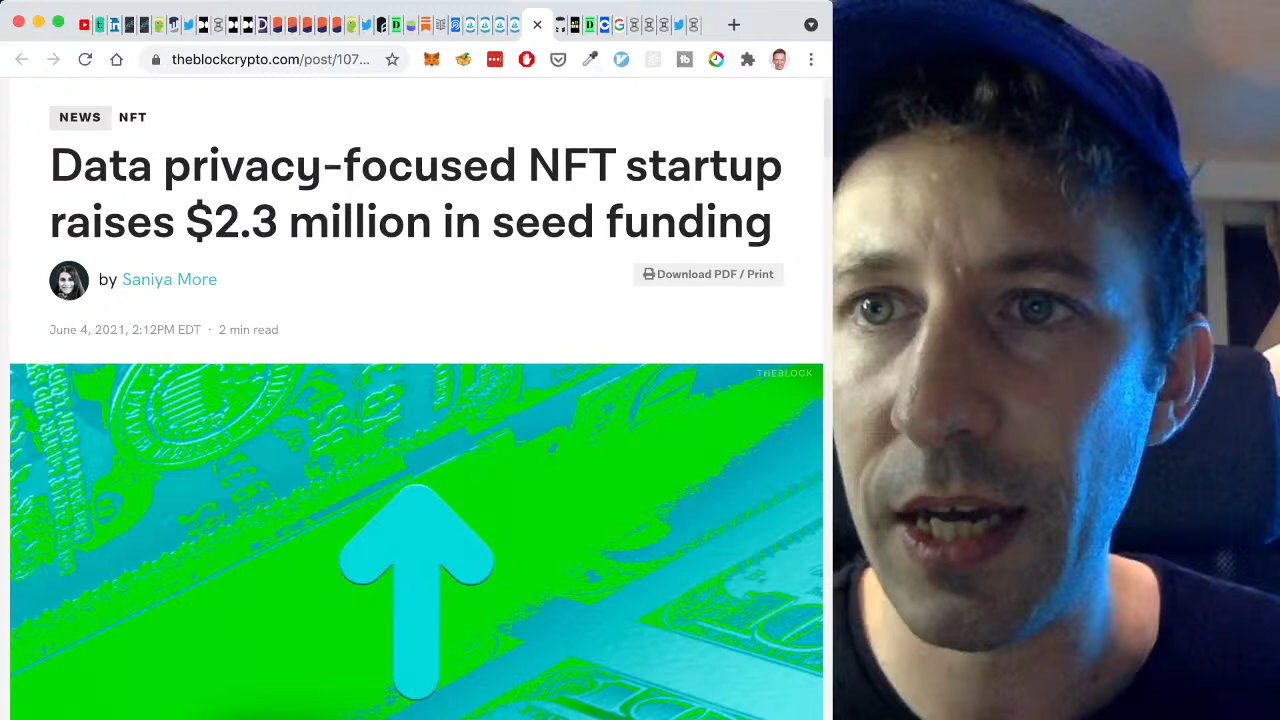 theblockcrypto.com/post/107...
NEWS NFT
Data privacy-focused NFT startup
raises $2.3 million in seed funding
by Saniya More
Download PDF / Print
June 4, 2021, 2:12PM EDT · 2 min read
THEBLOCK